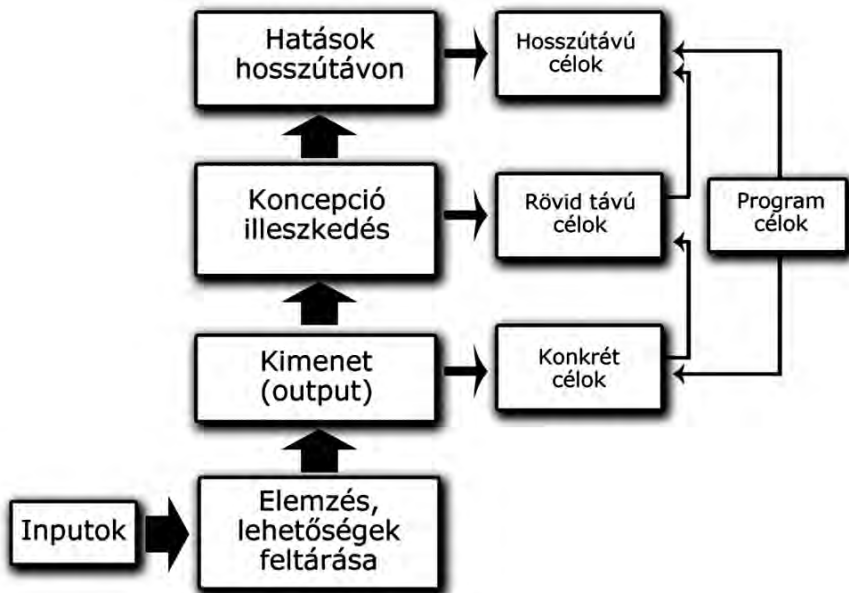 Hatások
hosszútávon
Hosszútávú
célok
Koncepció
illeszkedés
Rövid távú
célok
Program
célok
Kimenet
(output)
Konkrét
célok
Inputok
Elemzés,
lehetőségek
feltárása